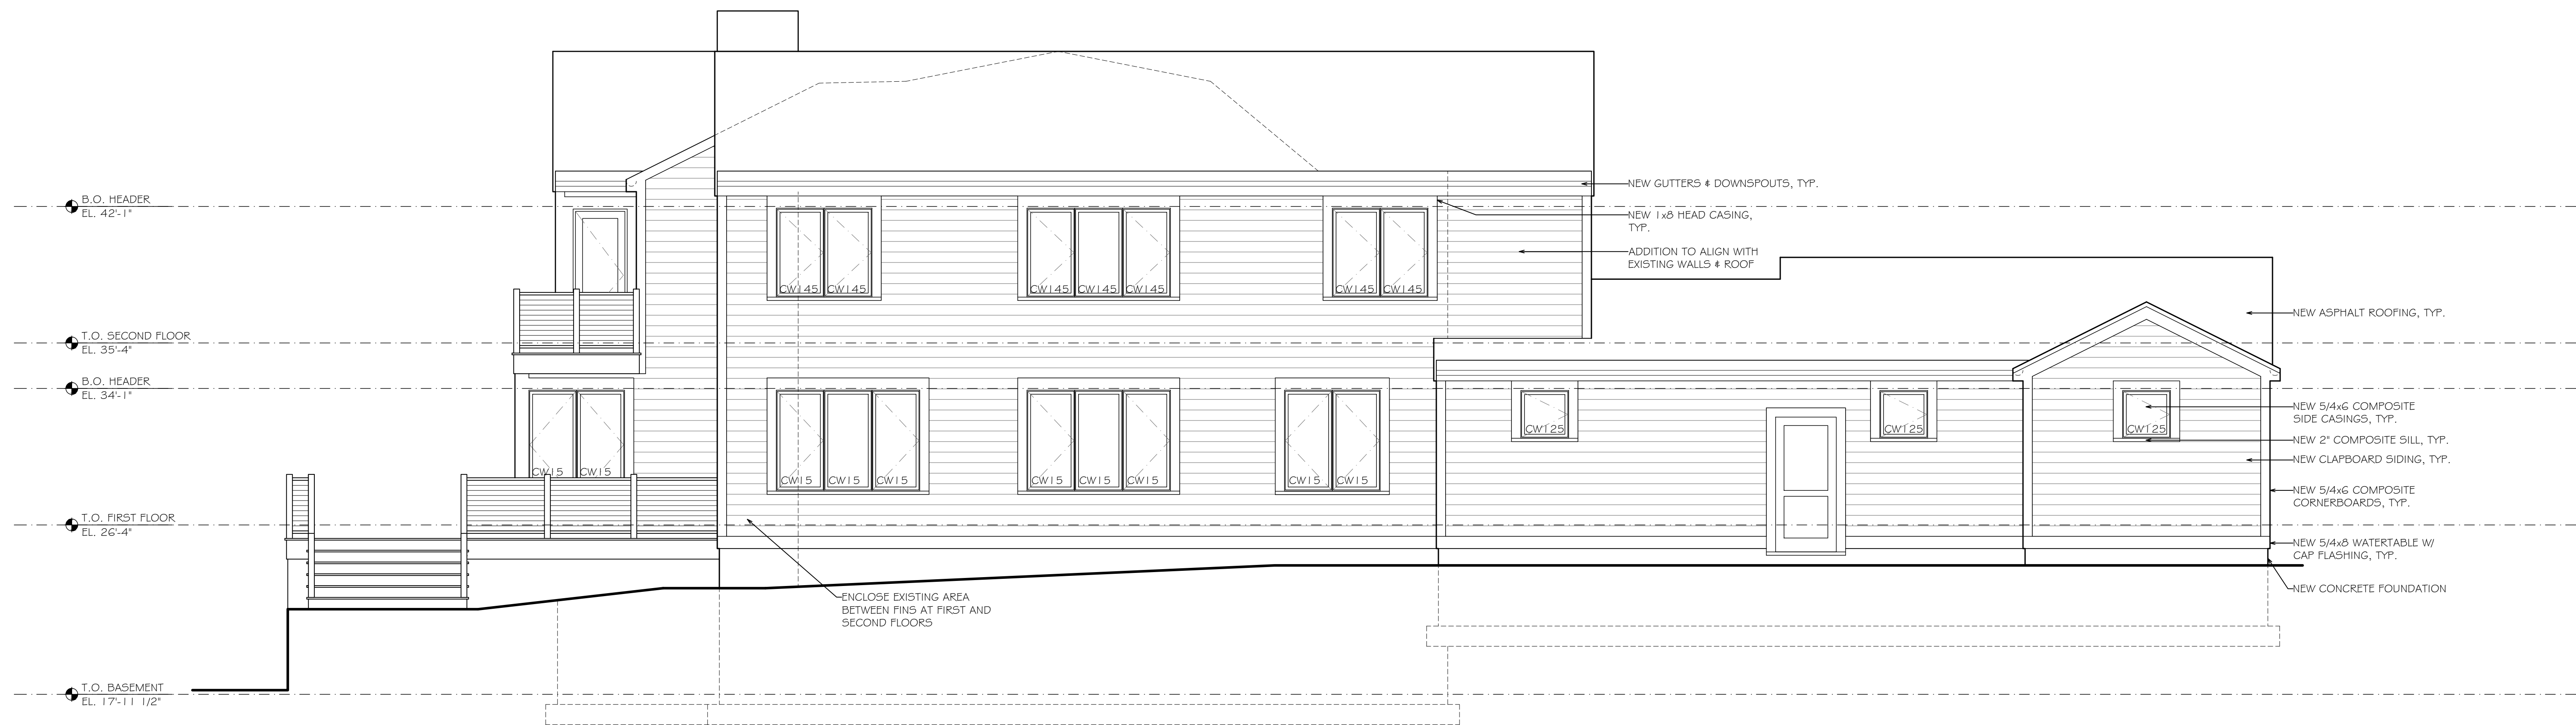 B.O. HEADER
EL. 42'-1"
T.O. SECOND FLOOR
EL. 35'-4"
B.O. HEADER
EL. 34'-1"
T.O. FIRST FLOOR
EL. 26'-4"
T.O. BASEMENT
EL. 17'-11 1/2"
CW145 CW145 CW145 CW145 CW145 CW145 CW145
CW15 CW15 CW15 CW15 CW15 CW15 CW15 CW15 CW15 CW15
CW125 CW125 CW125
ENCLOSE EXISTING AREA
BETWEEN FINS AT FIRST AND
SECOND FLOORS
NEW GUTTERS & DOWNSPOUTS, TYP.
NEW 1x8 HEAD CASING,
TYP.
ADDITION TO ALIGN WITH
EXISTING WALLS & ROOF
NEW ASPHALT ROOFING, TYP.
NEW 5/4x6 COMPOSITE
SIDE CASINGS, TYP.
NEW 2" COMPOSITE SILL, TYP.
NEW CLAPBOARD SIDING, TYP.
NEW 5/4x6 COMPOSITE
CORNERBOARDS, TYP.
NEW 5/4x8 WATERTABLE W/
CAP FLASHING, TYP.
NEW CONCRETE FOUNDATION